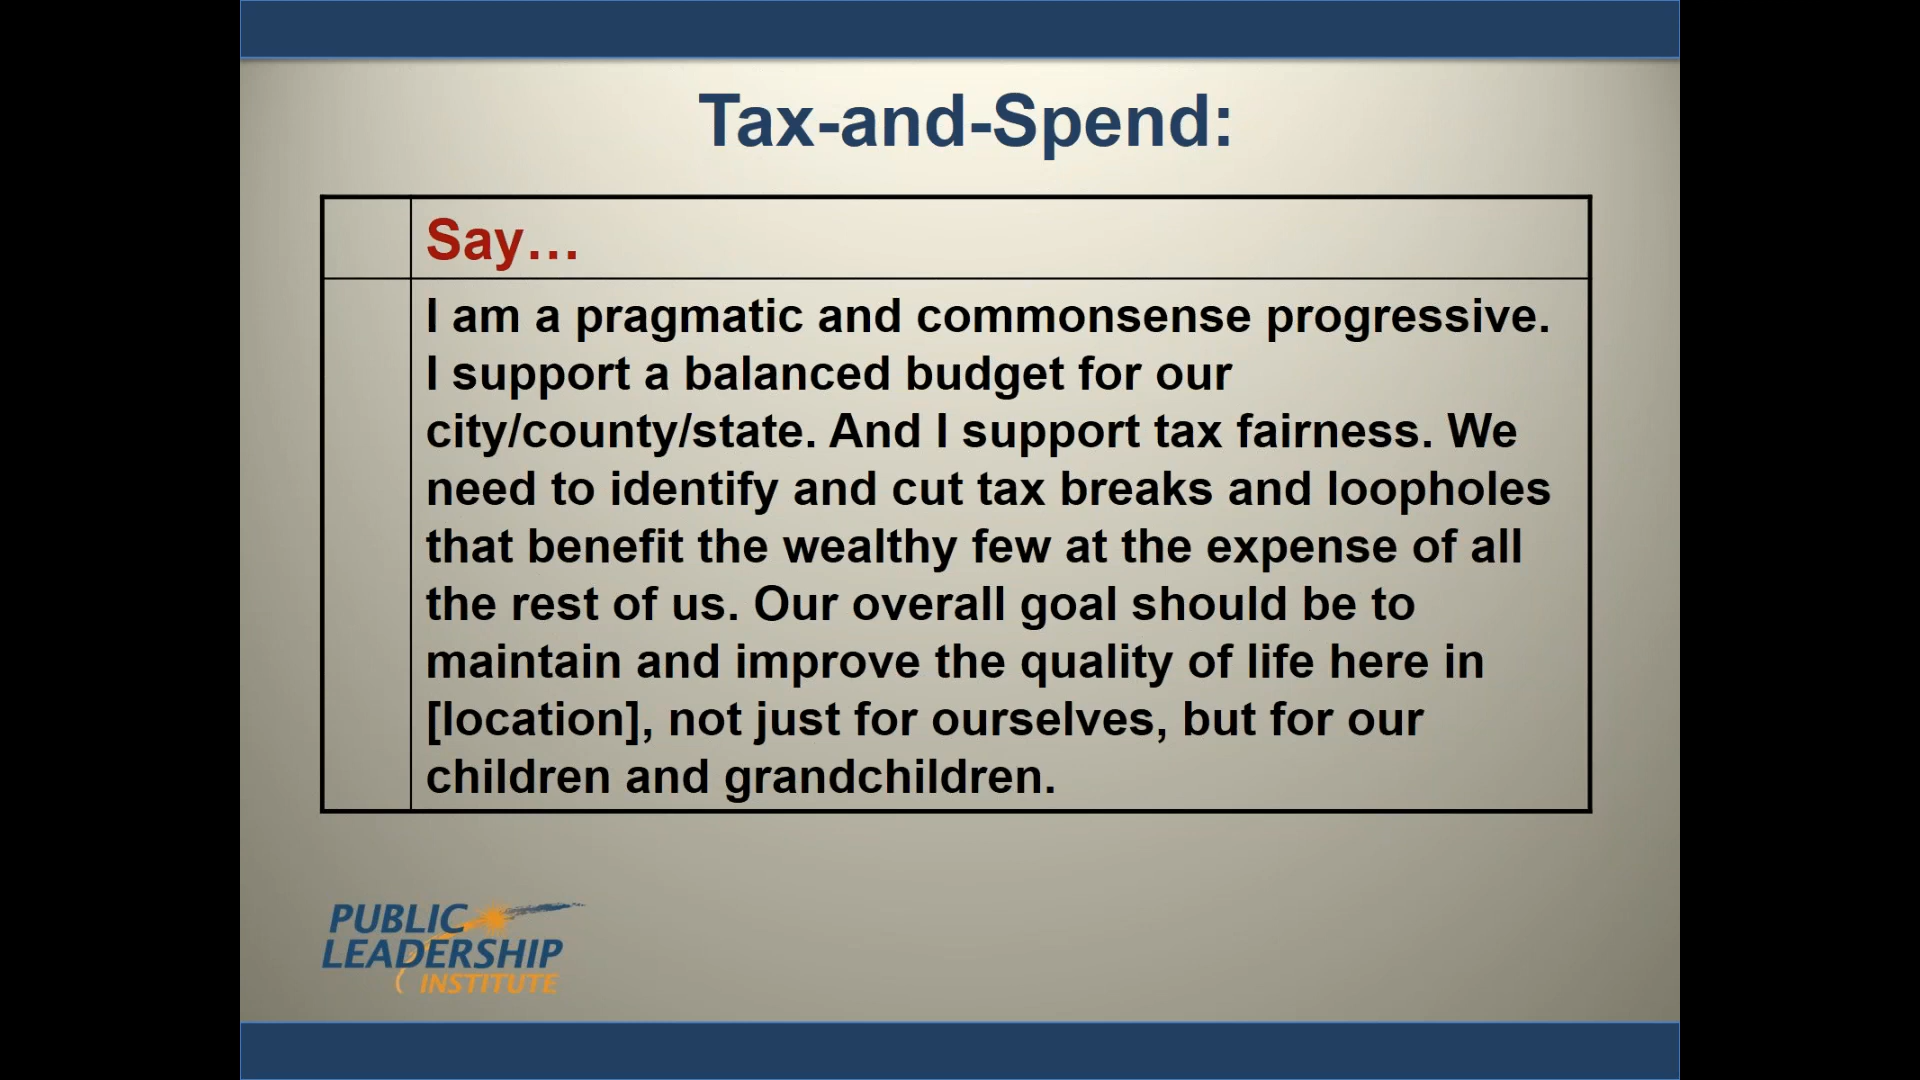 Tax-and-Spend:
Say…
I am a pragmatic and commonsense progressive.
I support a balanced budget for our
city/county/state. And I support tax fairness. We
need to identify and cut tax breaks and loopholes
that benefit the wealthy few at the expense of all
the rest of us. Our overall goal should be to
maintain and improve the quality of life here in
[location], not just for ourselves, but for our
children and grandchildren.
PUBLIC
LEADERSHIP
INSTITUTE